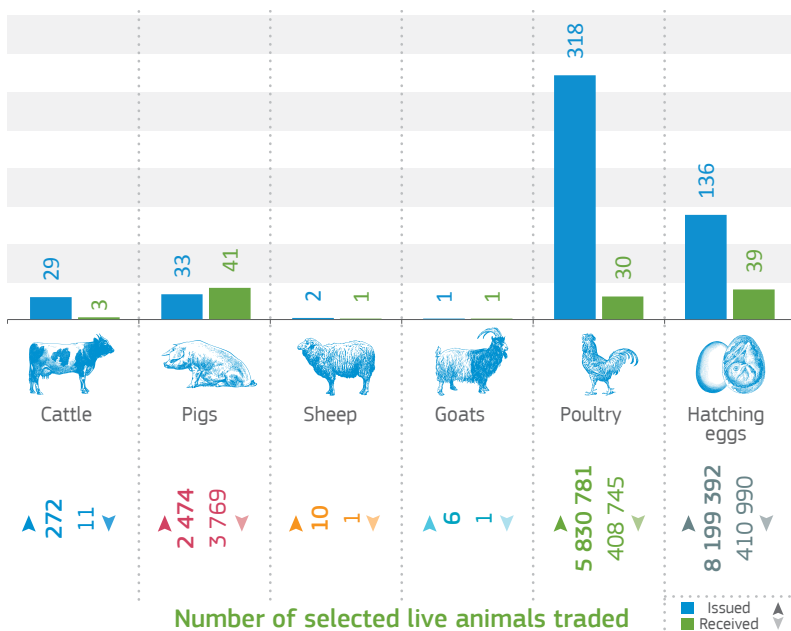 318
136
29
3
33
41
2
1
1
1
30
39
Cattle
Pigs
Sheep
Goats
Poultry
Hatching
eggs
272
11
2 474
3 769
10
1
6
1
5 830 781
408 745
8 199 392
410 990
Number of selected live animals traded
Issued
Received